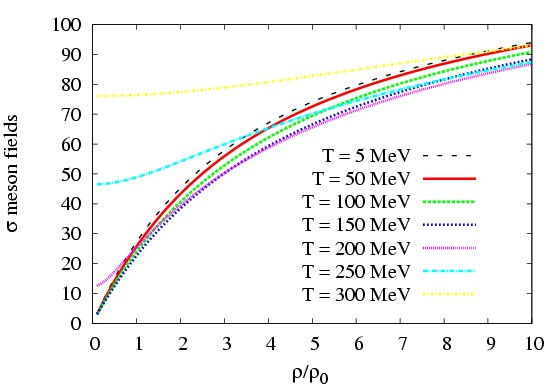 100
90
80
70
60
50
40
30
20
10
0
σ meson fields
T = 5 MeV
T = 50 MeV
T = 100 MeV
T = 150 MeV
T = 200 MeV
T = 250 MeV
T = 300 MeV
0 1 2 3 4 5 6 7 8 9 10
ρ/ρ₀